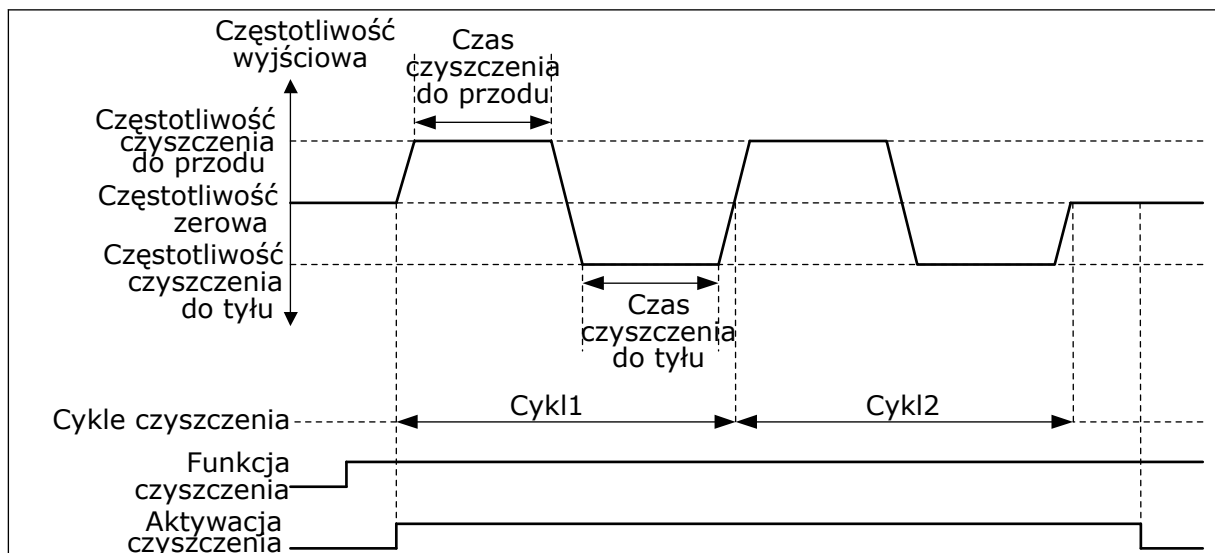 Częstotliwość
wyjściowa
Czas
czyszczenia
do przodu
Częstotliwość
czyszczenia
do przodu
Częstotliwość
zerowa
Częstotliwość
czyszczenia
do tyłu
Czas
czyszczenia
do tyłu
Cykle czyszczenia
Cykl1
Cykl2
Funkcja
czyszczenia
Aktywacja
czyszczenia